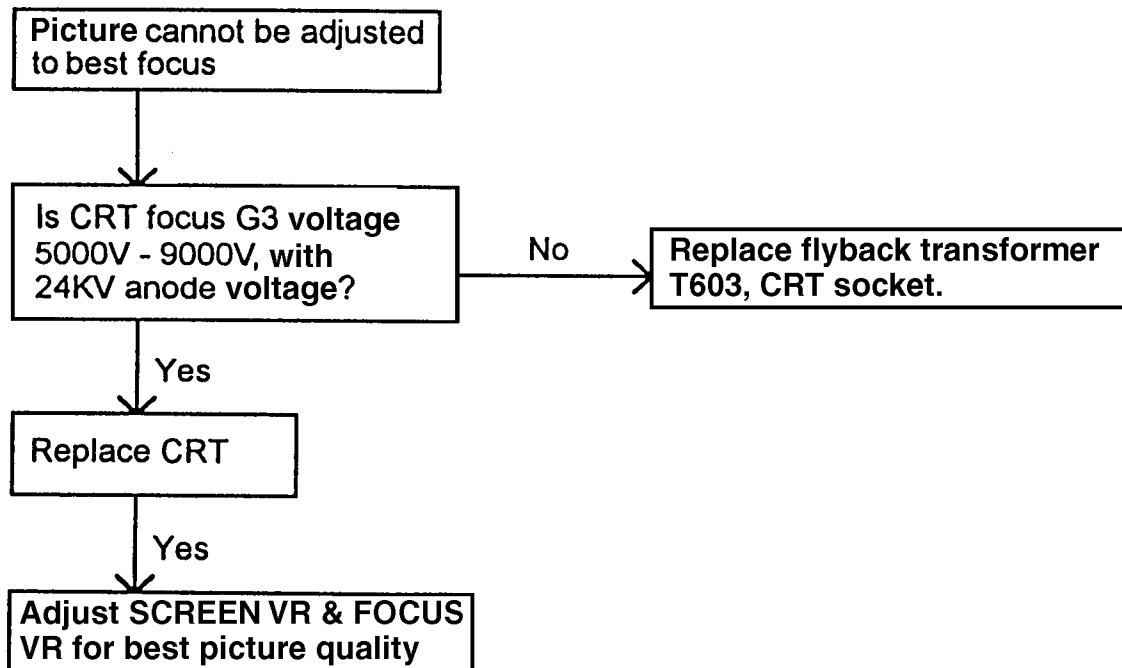 Picture cannot be adjusted
to best focus
Is CRT focus G3 voltage
5000V - 9000V, with
24KV anode voltage?
No
Replace flyback transformer
T603, CRT socket.
Yes
Replace CRT
Yes
Adjust SCREEN VR & FOCUS
VR for best picture quality